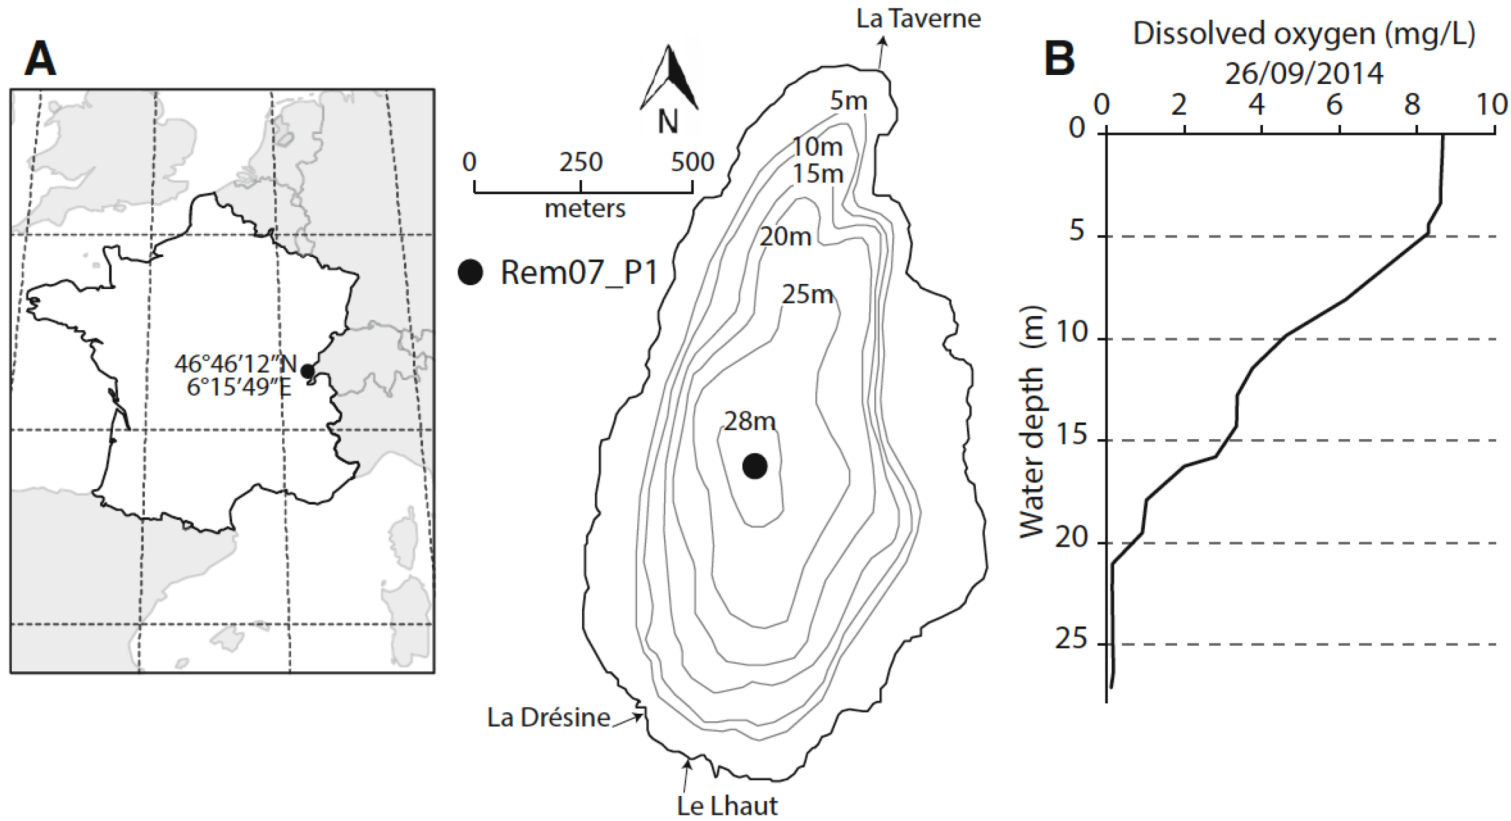 A
46°46′12″N
6°15′49″E
N
0 250 500
meters
Rem07_P1
La Taverne
5m
10m
15m
20m
25m
28m
La Drésine
Le Lhaut
B
Dissolved oxygen (mg/L)
26/09/2014
0 2 4 6 8 10
0
5
10
15
20
25
Water depth (m)